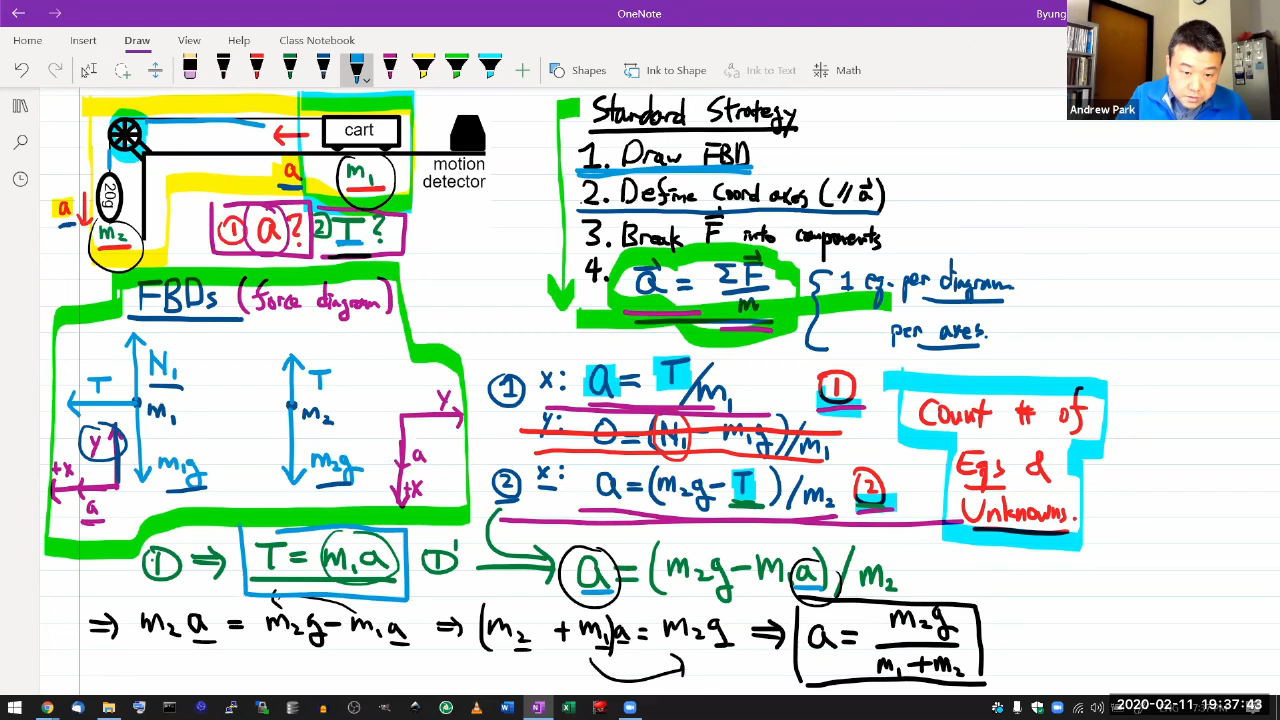 OneNote
Byung
Home Insert Draw View Help Class Notebook
Shapes Ink to Shape Ink to Text Math
Andrew Park
cart
motion
detector
20g
m₁
m₂
a
a
① a? ② T?
Standard Strategy
1. Draw FBD
2. Define Coord axes (// a⃗)
3. Break F⃗ into components
4. a⃗ = ΣF⃗/m { 1 eq. per diagram
per axes.
FBDs (force diagram)
N₁
T
m₁
m₁g
y
+x
a
T
m₂
m₂g
y
a
+x
① x: a = T/m₁ ①
y: 0 = (N₁ - m₁g)/m₁
② x: a = (m₂g - T)/m₂ ②
Count # of
Eqs &
Unknowns.
① ⇒ T = m₁a ①' a = (m₂g - m₁a)/m₂
⇒ m₂a = m₂g - m₁a ⇒ (m₂ + m₁)a = m₂g ⇒ a = m₂g/(m₁ + m₂)
2020-02-11 19:37:43